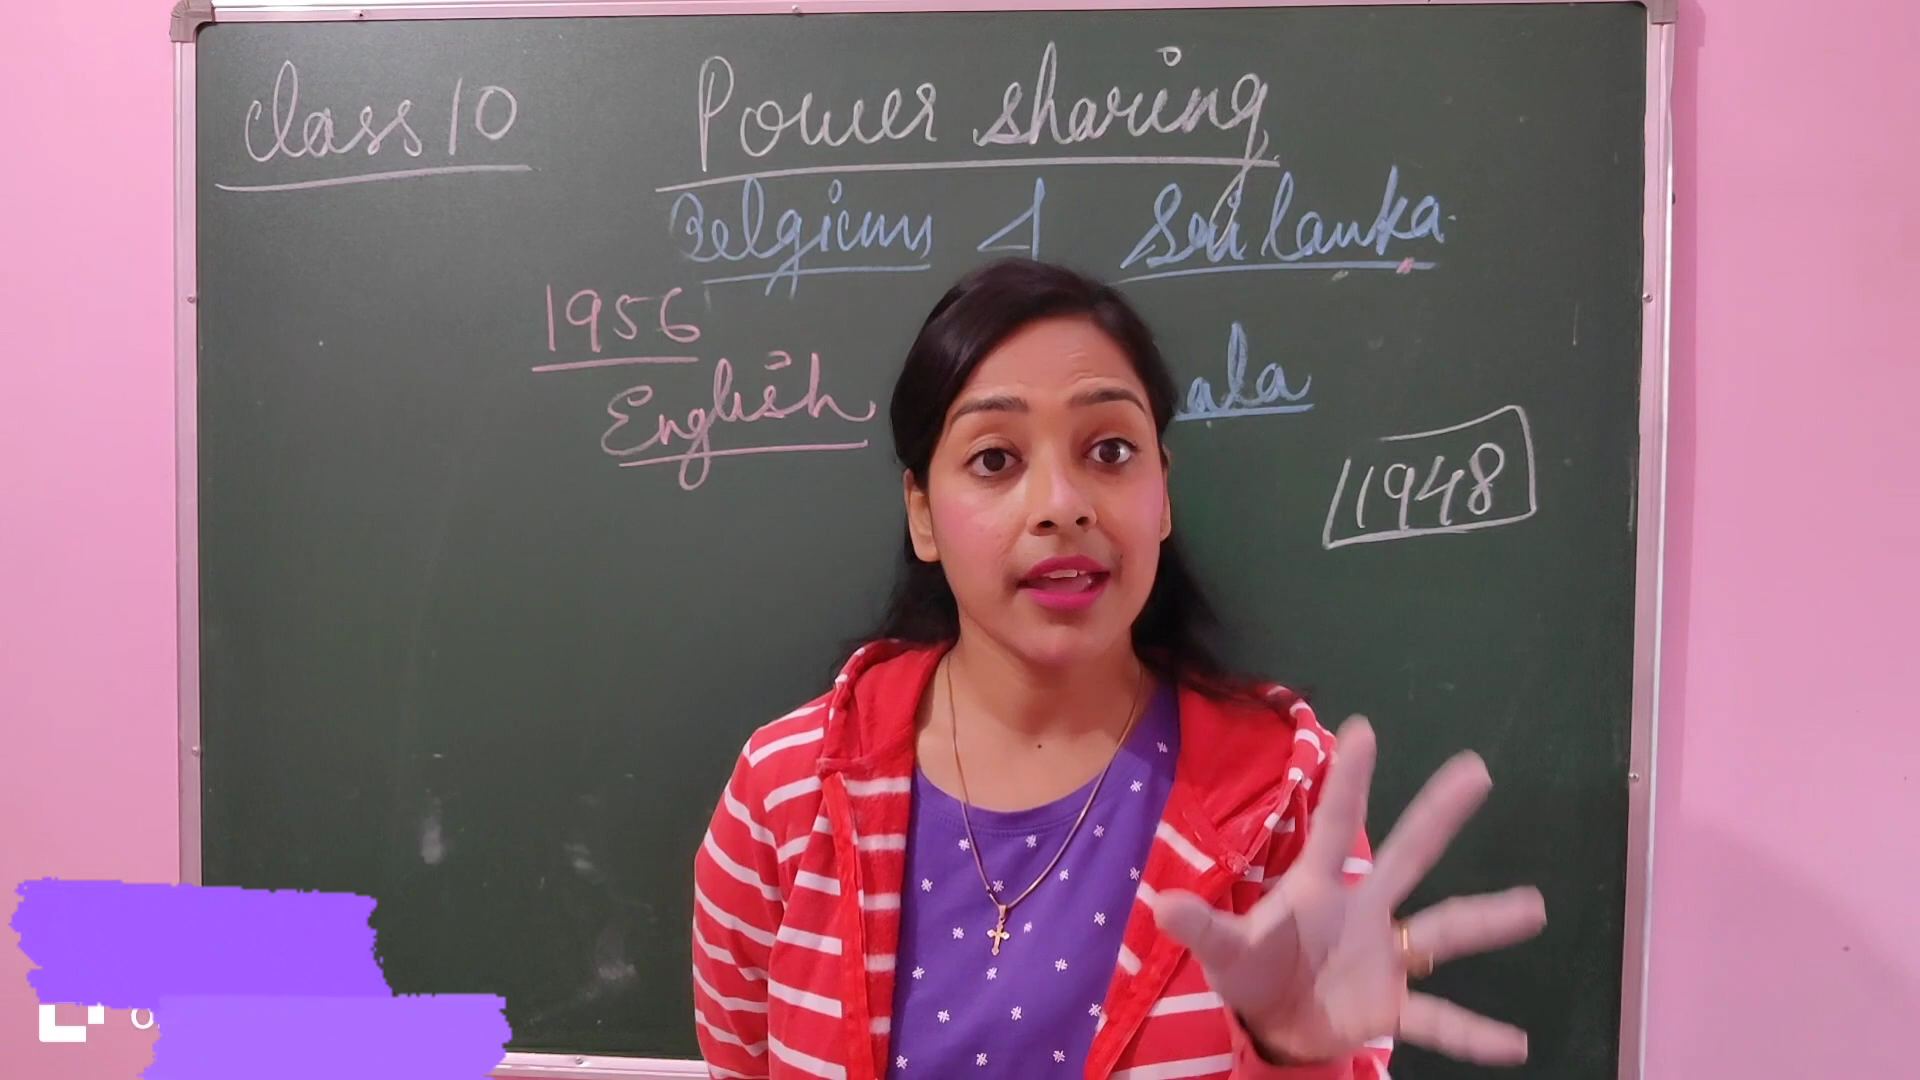 class 10
Power sharing
Belgium & Sri lanka
1956
English
1948